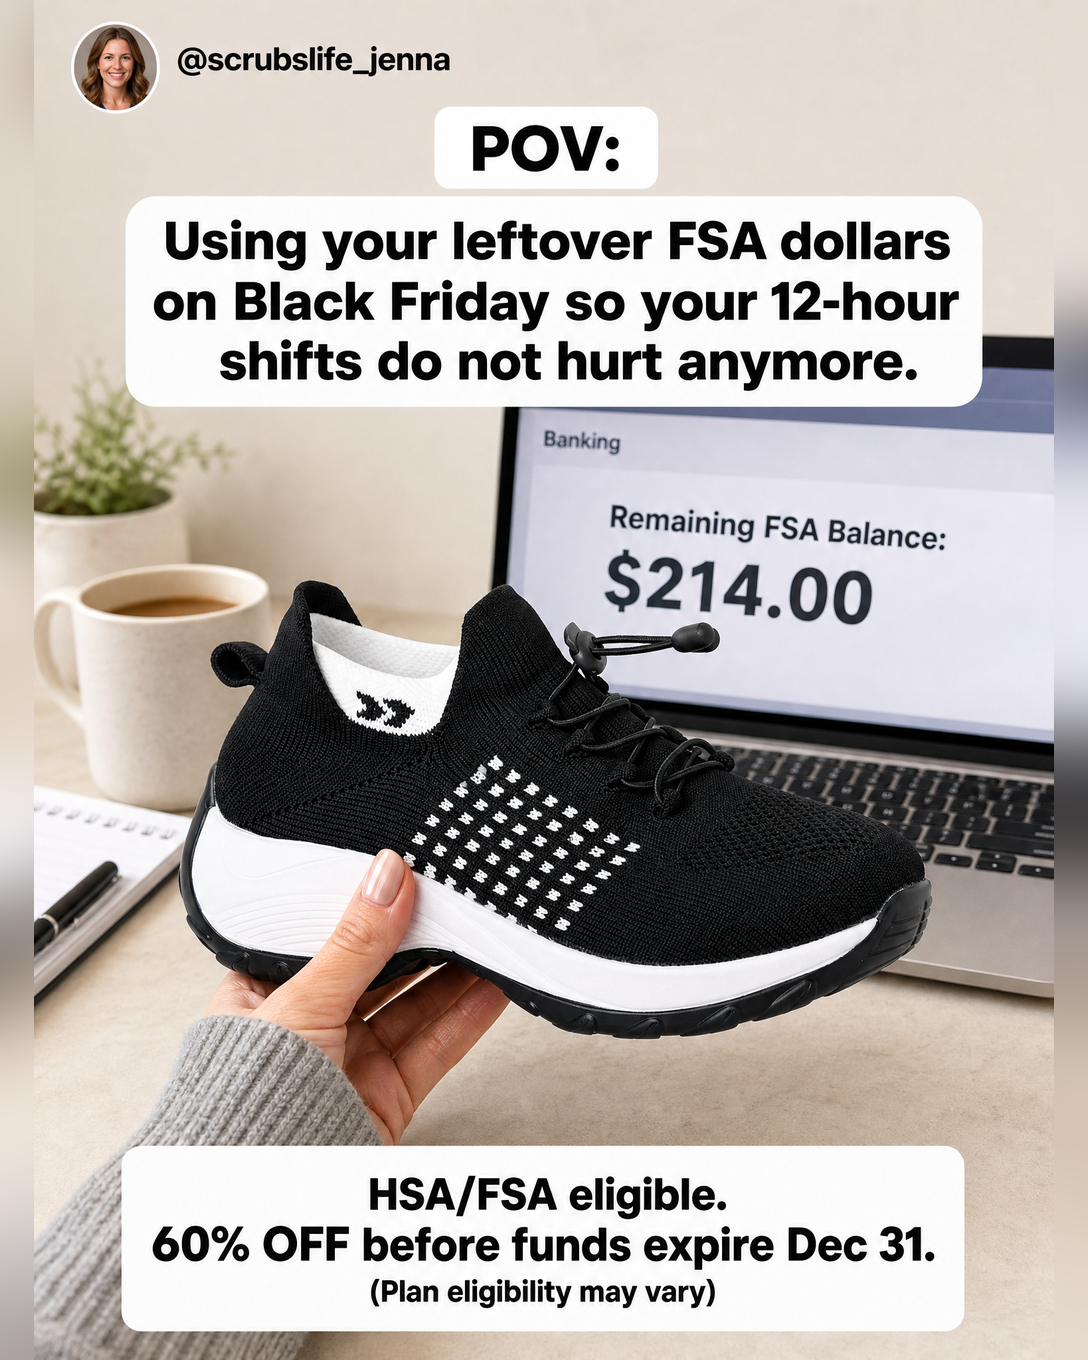 @scrubslife_jenna
POV:
Using your leftover FSA dollars
on Black Friday so your 12-hour
shifts do not hurt anymore.
Banking
Remaining FSA Balance:
$214.00
HSA/FSA eligible.
60% OFF before funds expire Dec 31.
(Plan eligibility may vary)